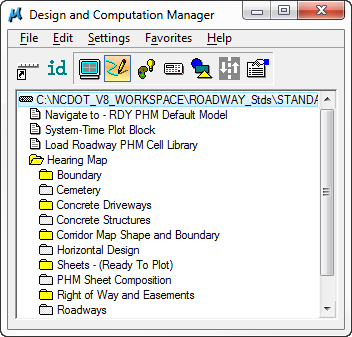 Design and Computation Manager
File Edit Settings Favorites Help
id
C:\NCDOT_V8_WORKSPACE\ROADWAY_Stds\STANDA
Navigate to - RDY PHM Default Model
System-Time Plot Block
Load Roadway PHM Cell Library
Hearing Map
Boundary
Cemetery
Concrete Driveways
Concrete Structures
Corridor Map Shape and Boundary
Horizontal Design
Sheets - (Ready To Plot)
PHM Sheet Composition
Right of Way and Easements
Roadways